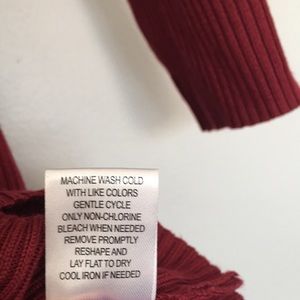 MACHINE WASH COLD
WITH LIKE COLORS
GENTLE CYCLE
ONLY NON-CHLORINE
BLEACH WHEN NEEDED
REMOVE PROMPTLY
RESHAPE AND
LAY FLAT TO DRY
COOL IRON IF NEEDED